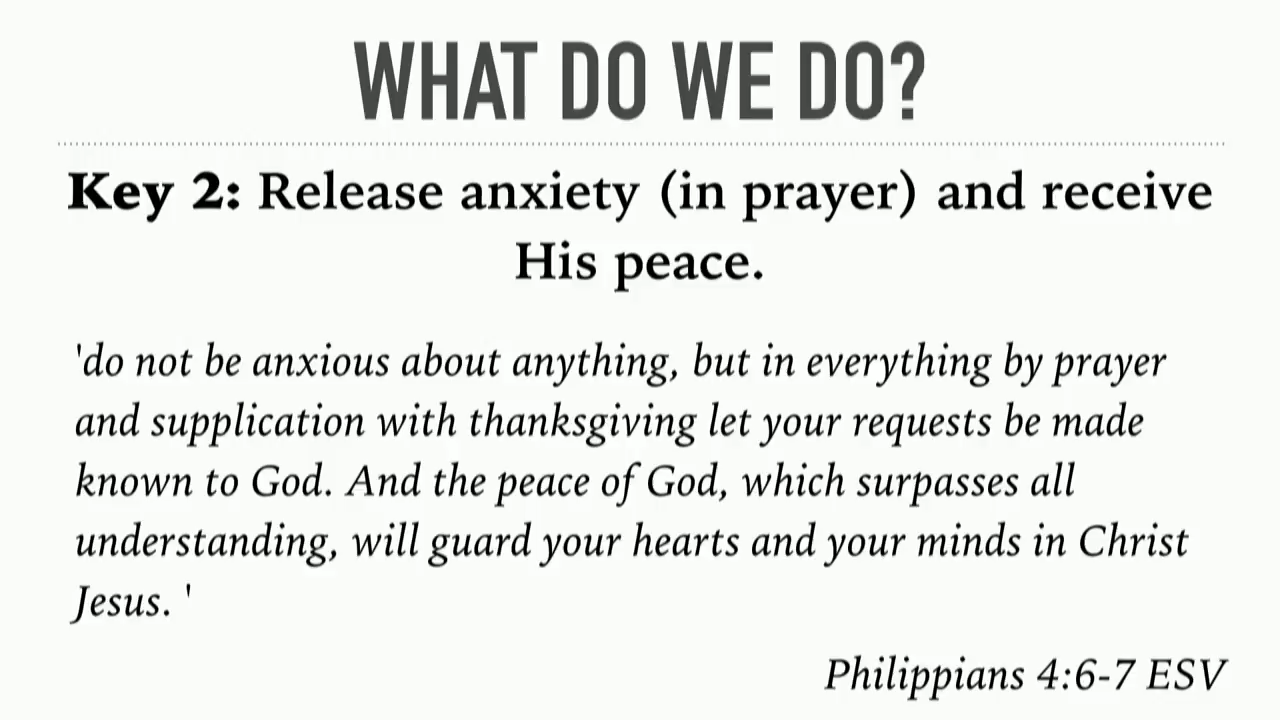 WHAT DO WE DO?
Key 2: Release anxiety (in prayer) and receive
His peace.
'do not be anxious about anything, but in everything by prayer
and supplication with thanksgiving let your requests be made
known to God. And the peace of God, which surpasses all
understanding, will guard your hearts and your minds in Christ
Jesus. '
Philippians 4:6-7 ESV